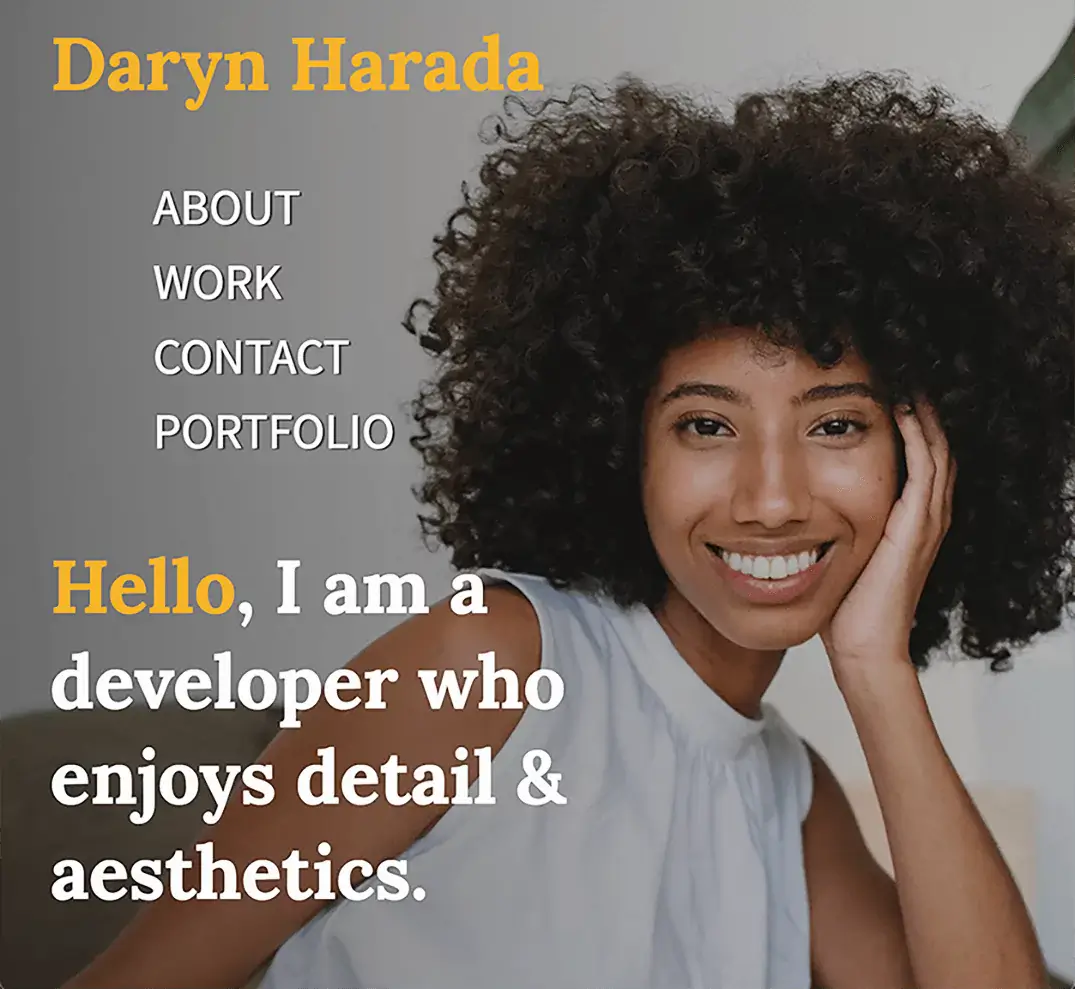 Daryn Harada
ABOUT
WORK
CONTACT
PORTFOLIO
Hello, I am a
developer who
enjoys detail &
aesthetics.